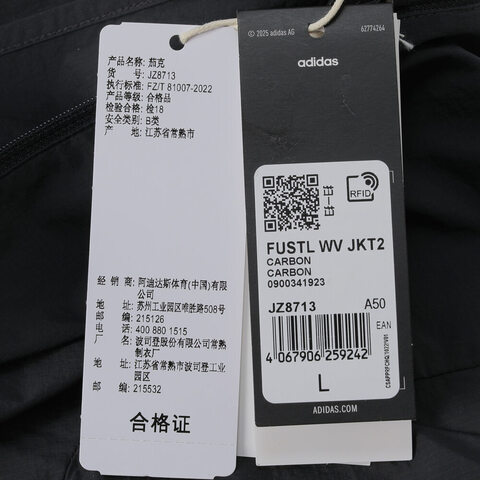 产品名称: 茄克
货 号: JZ8713
执行标准: FZ/T 81007-2022
产品等级: 合格品
检验合格: 检18
安全类别: B类
产 地: 江苏省常熟市
经 销 商: 阿迪达斯体育(中国)有限
公司
地 址: 苏州工业园区唯胜路508号
邮 编: 215126
电 话: 400 880 1515
厂 名: 波司登股份有限公司常熟
制衣厂
厂 址: 江苏省常熟市波司登工业
园区
邮 编: 215532
合格证
© 2025 adidas AG
62774264
adidas
RFID
FUSTL WV JKT2
CARBON
CARBON
0900341923
JZ8713
A50
EAN
4 067906 259242
L
ADIDAS.COM